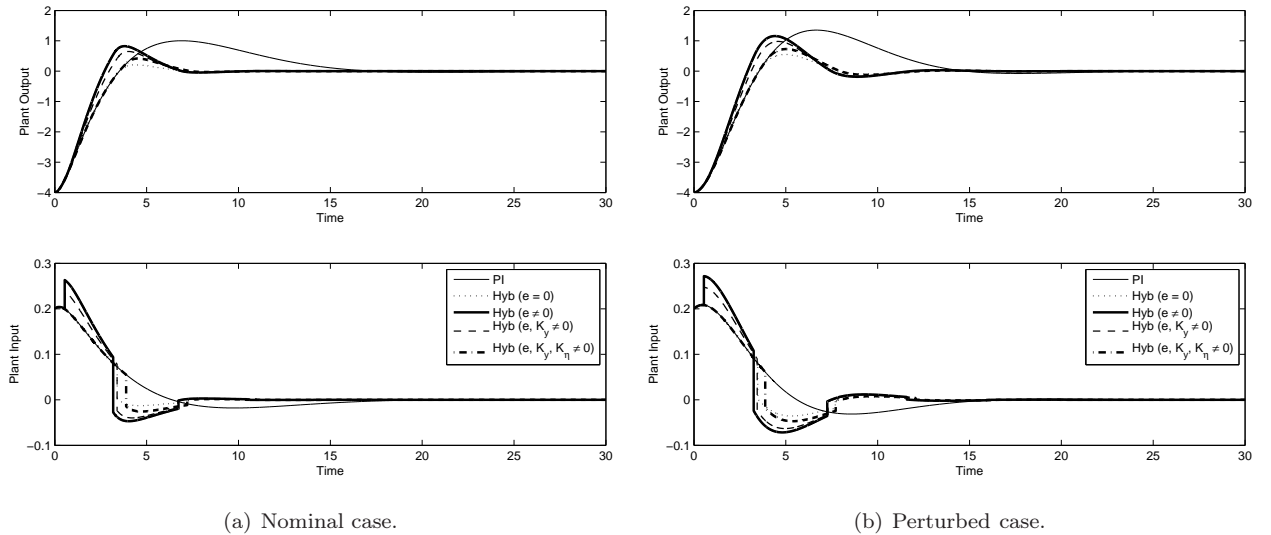 2
1
0
−1
−2
−3
−4
Plant Output
0 5 10 15 20 25 30
Time
0.3
0.2
0.1
0
−0.1
Plant Input
PI
Hyb (e = 0)
Hyb (e ≠ 0)
Hyb (e, K_y ≠ 0)
Hyb (e, K_y, K_η ≠ 0)
0 5 10 15 20 25 30
Time
(a) Nominal case.
2
1
0
−1
−2
−3
−4
Plant Output
0 5 10 15 20 25 30
Time
0.3
0.2
0.1
0
−0.1
Plant Input
PI
Hyb (e = 0)
Hyb (e ≠ 0)
Hyb (e, K_y ≠ 0)
Hyb (e, K_y, K_η ≠ 0)
0 5 10 15 20 25 30
Time
(b) Perturbed case.